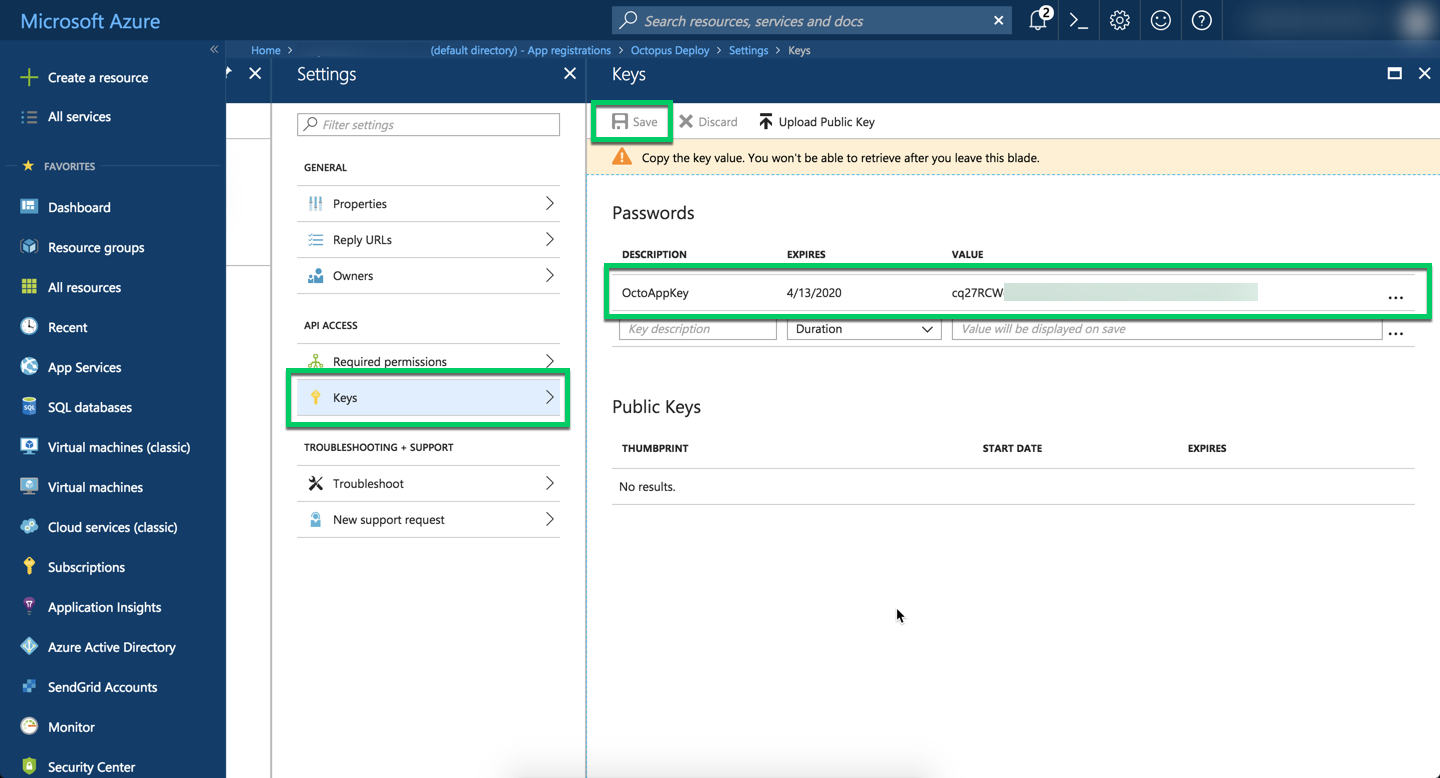 Microsoft Azure
Search resources, services and docs
2
Home > (default directory) - App registrations > Octopus Deploy > Settings > Keys
Create a resource
All services
FAVORITES
Dashboard
Resource groups
All resources
Recent
App Services
SQL databases
Virtual machines (classic)
Virtual machines
Cloud services (classic)
Subscriptions
Application Insights
Azure Active Directory
SendGrid Accounts
Monitor
Security Center
Settings
Filter settings
GENERAL
Properties
Reply URLs
Owners
API ACCESS
Required permissions
Keys
TROUBLESHOOTING + SUPPORT
Troubleshoot
New support request
Keys
Save Discard Upload Public Key
Copy the key value. You won't be able to retrieve after you leave this blade.
Passwords
DESCRIPTION EXPIRES VALUE
OctoAppKey 4/13/2020 cq27RCW ...
Key description Duration Value will be displayed on save ...
Public Keys
THUMBPRINT START DATE EXPIRES
No results.